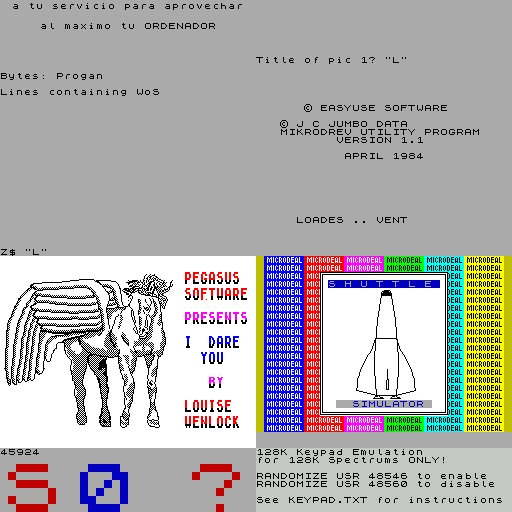 a tu servicio para aprovechar
al maximo tu ORDENADOR
Bytes: Progan
Lines containing WoS
Z$ "L"
Title of pic 1? "L"
© EASYUSE SOFTWARE
© J C JUMBO DATA
MIKRODREV UTILITY PROGRAM
VERSION 1.1
APRIL 1984
LOADES .. VENT
PEGASUS
SOFTWARE
PRESENTS
I DARE
YOU
BY
LOUISE
WENLOCK
MICRODEAL MICRODEAL MICRODEAL MICRODEAL MICRODEAL MICRODEAL
SHUTTLE
SIMULATOR
45924
S0 ?
128K Keypad Emulation
for 128K Spectrums ONLY!
RANDOMIZE USR 48546 to enable
RANDOMIZE USR 48560 to disable
See KEYPAD.TXT for instructions